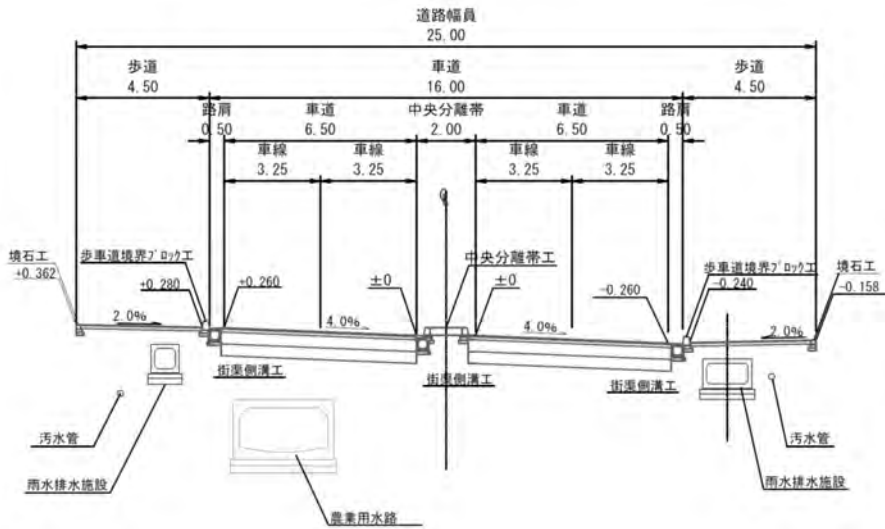 道路幅員
25.00
歩道
4.50
車道
16.00
歩道
4.50
路肩
0.50
車道
6.50
中央分離帯
2.00
車道
6.50
路肩
0.50
車線
3.25
車線
3.25
車線
3.25
車線
3.25
境石工
+0.362
歩車道境界ブロック工
+0.280
+0.260
±0
中央分離帯工
±0
-0.260
歩車道境界ブロック工
-0.240
境石工
-0.158
2.0%
4.0%
4.0%
2.0%
街渠側溝工
街渠側溝工
街渠側溝工
汚水管
雨水排水施設
農業用水路
汚水管
雨水排水施設